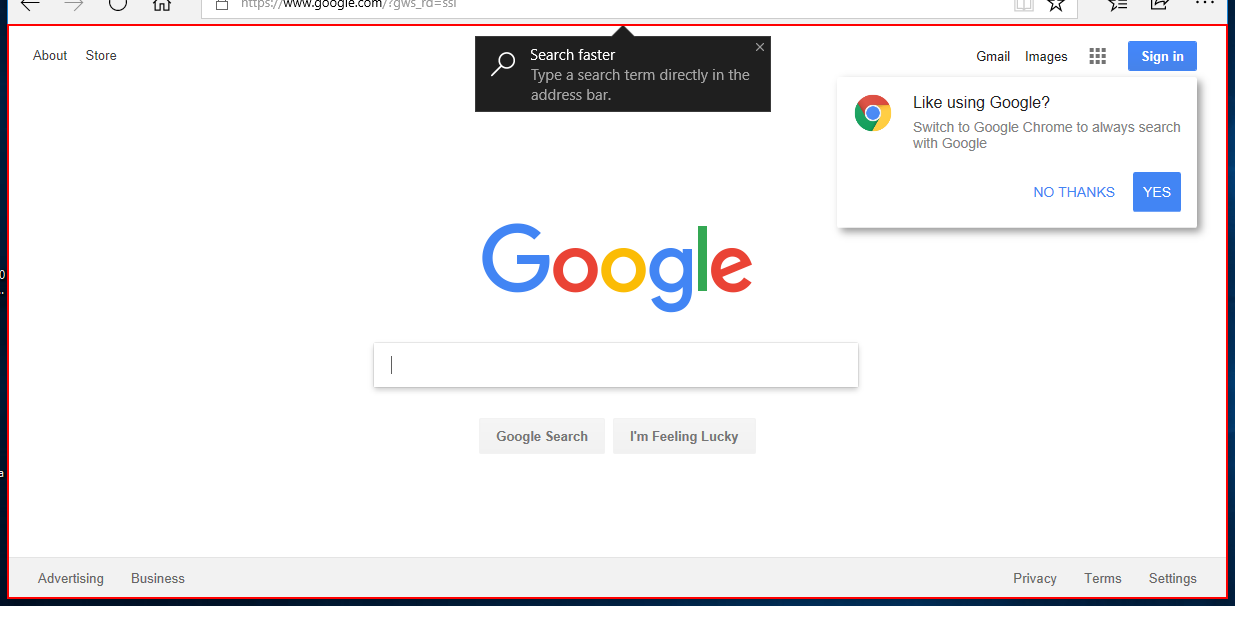 https://www.google.com/?gws_rd=ssl
About Store
Gmail Images Sign in
Search faster
Type a search term directly in the
address bar.
Like using Google?
Switch to Google Chrome to always search
with Google
NO THANKS YES
Google
Google Search I'm Feeling Lucky
Advertising Business
Privacy Terms Settings